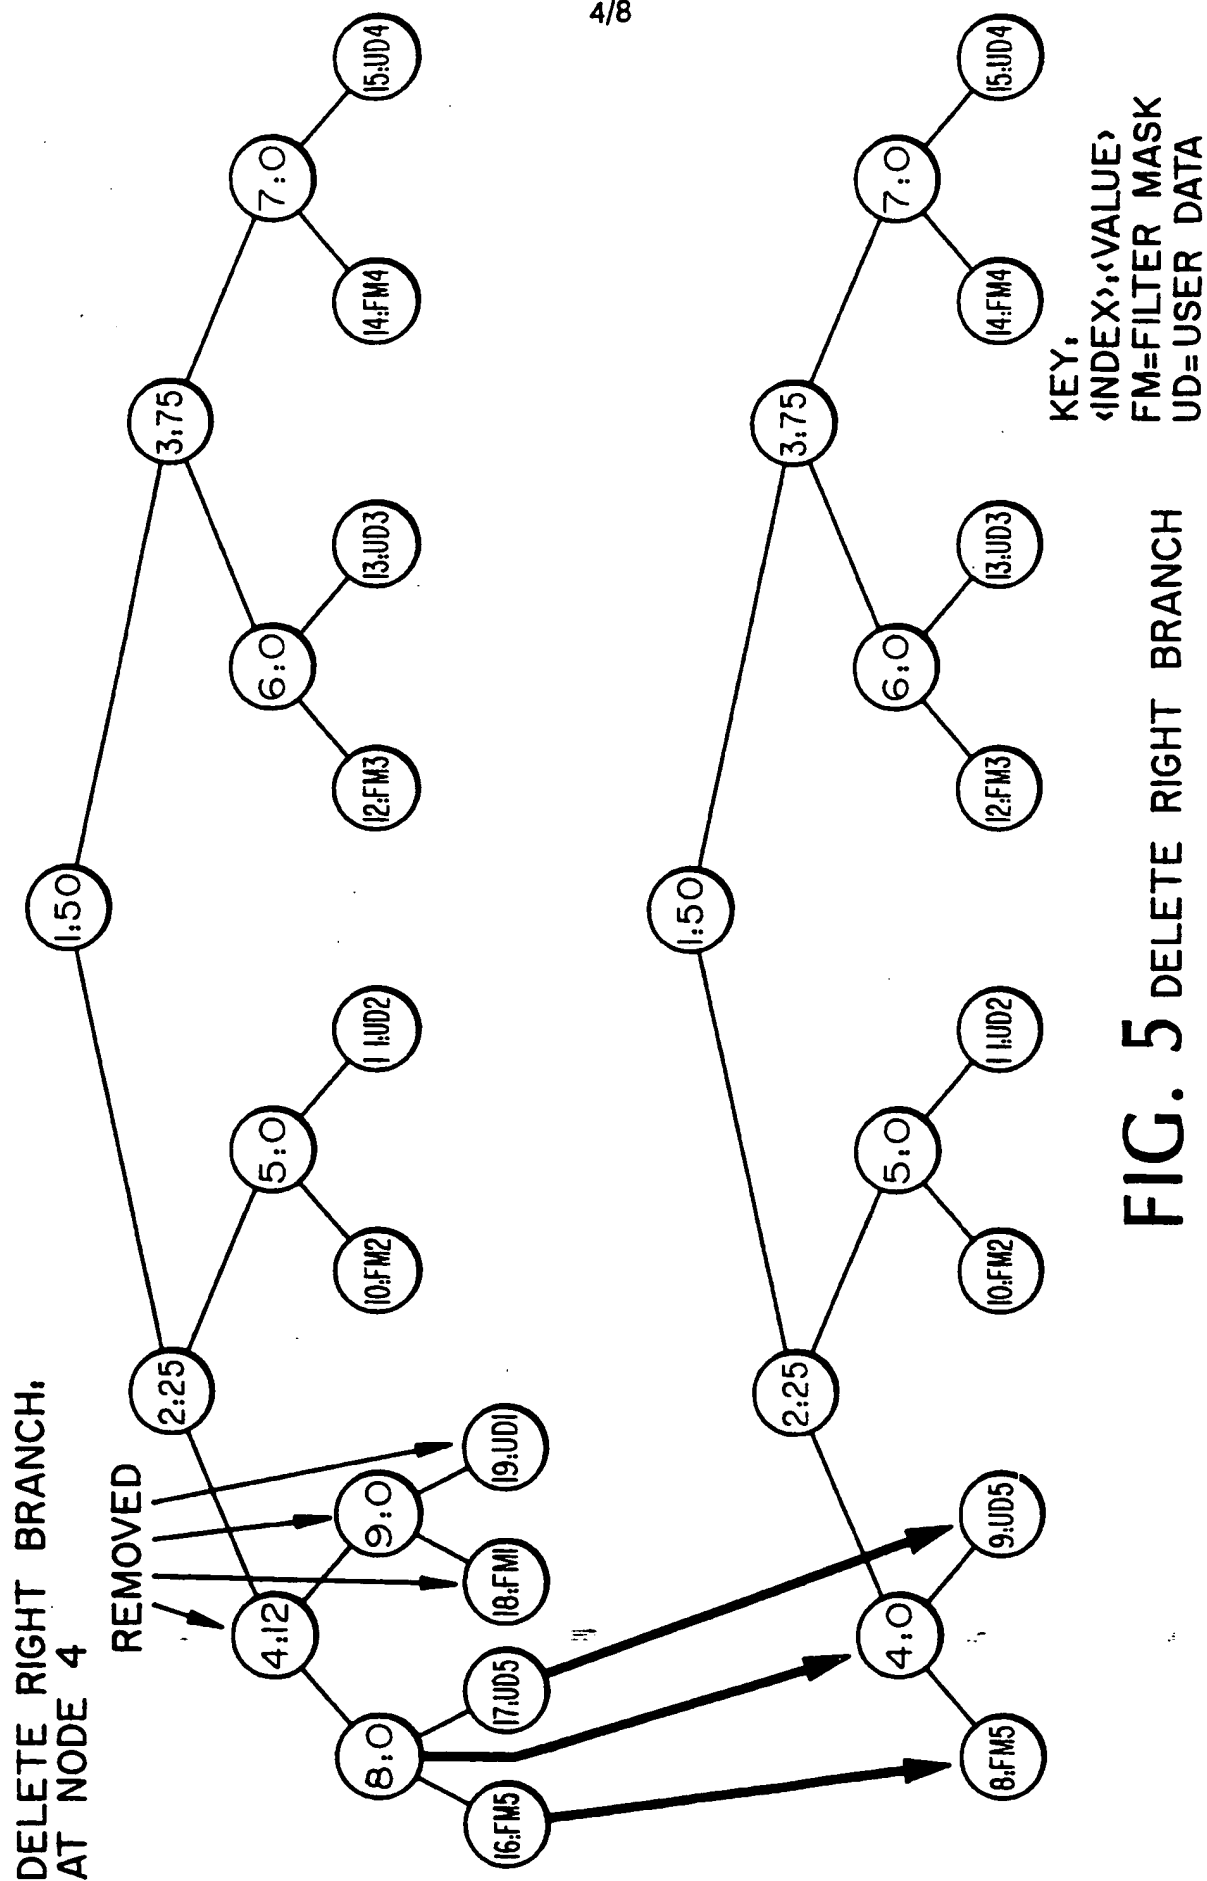 4/8
DELETE RIGHT BRANCH:
AT NODE 4
REMOVED
1:50
2:25
3:75
4:12
5:0
6:0
7:0
8:0
9:0
10:FM2
11:UD2
12:FM3
13:UD3
14:FM4
15:UD4
16:FM5
17:UD5
18:FM1
19:UD1
1:50
2:25
3:75
4:0
5:0
6:0
7:0
8:FM5
9:UD5
10:FM2
11:UD2
12:FM3
13:UD3
14:FM4
15:UD4
KEY:
<INDEX>:<VALUE>
FM=FILTER MASK
UD=USER DATA
FIG. 5 DELETE RIGHT BRANCH